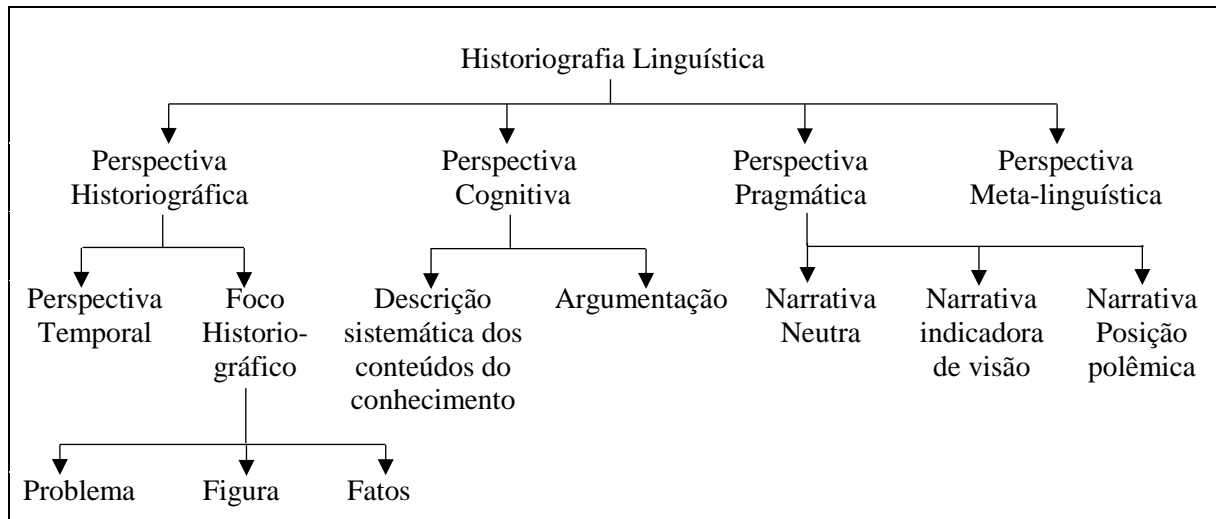 Historiografia Linguística
Perspectiva
Historiográfica
Perspectiva
Cognitiva
Perspectiva
Pragmática
Perspectiva
Meta-linguística
Perspectiva
Temporal
Foco
Historio-
gráfico
Descrição
sistemática dos
conteúdos do
conhecimento
Argumentação
Narrativa
Neutra
Narrativa
indicadora
de visão
Narrativa
Posição
polêmica
Problema
Figura
Fatos